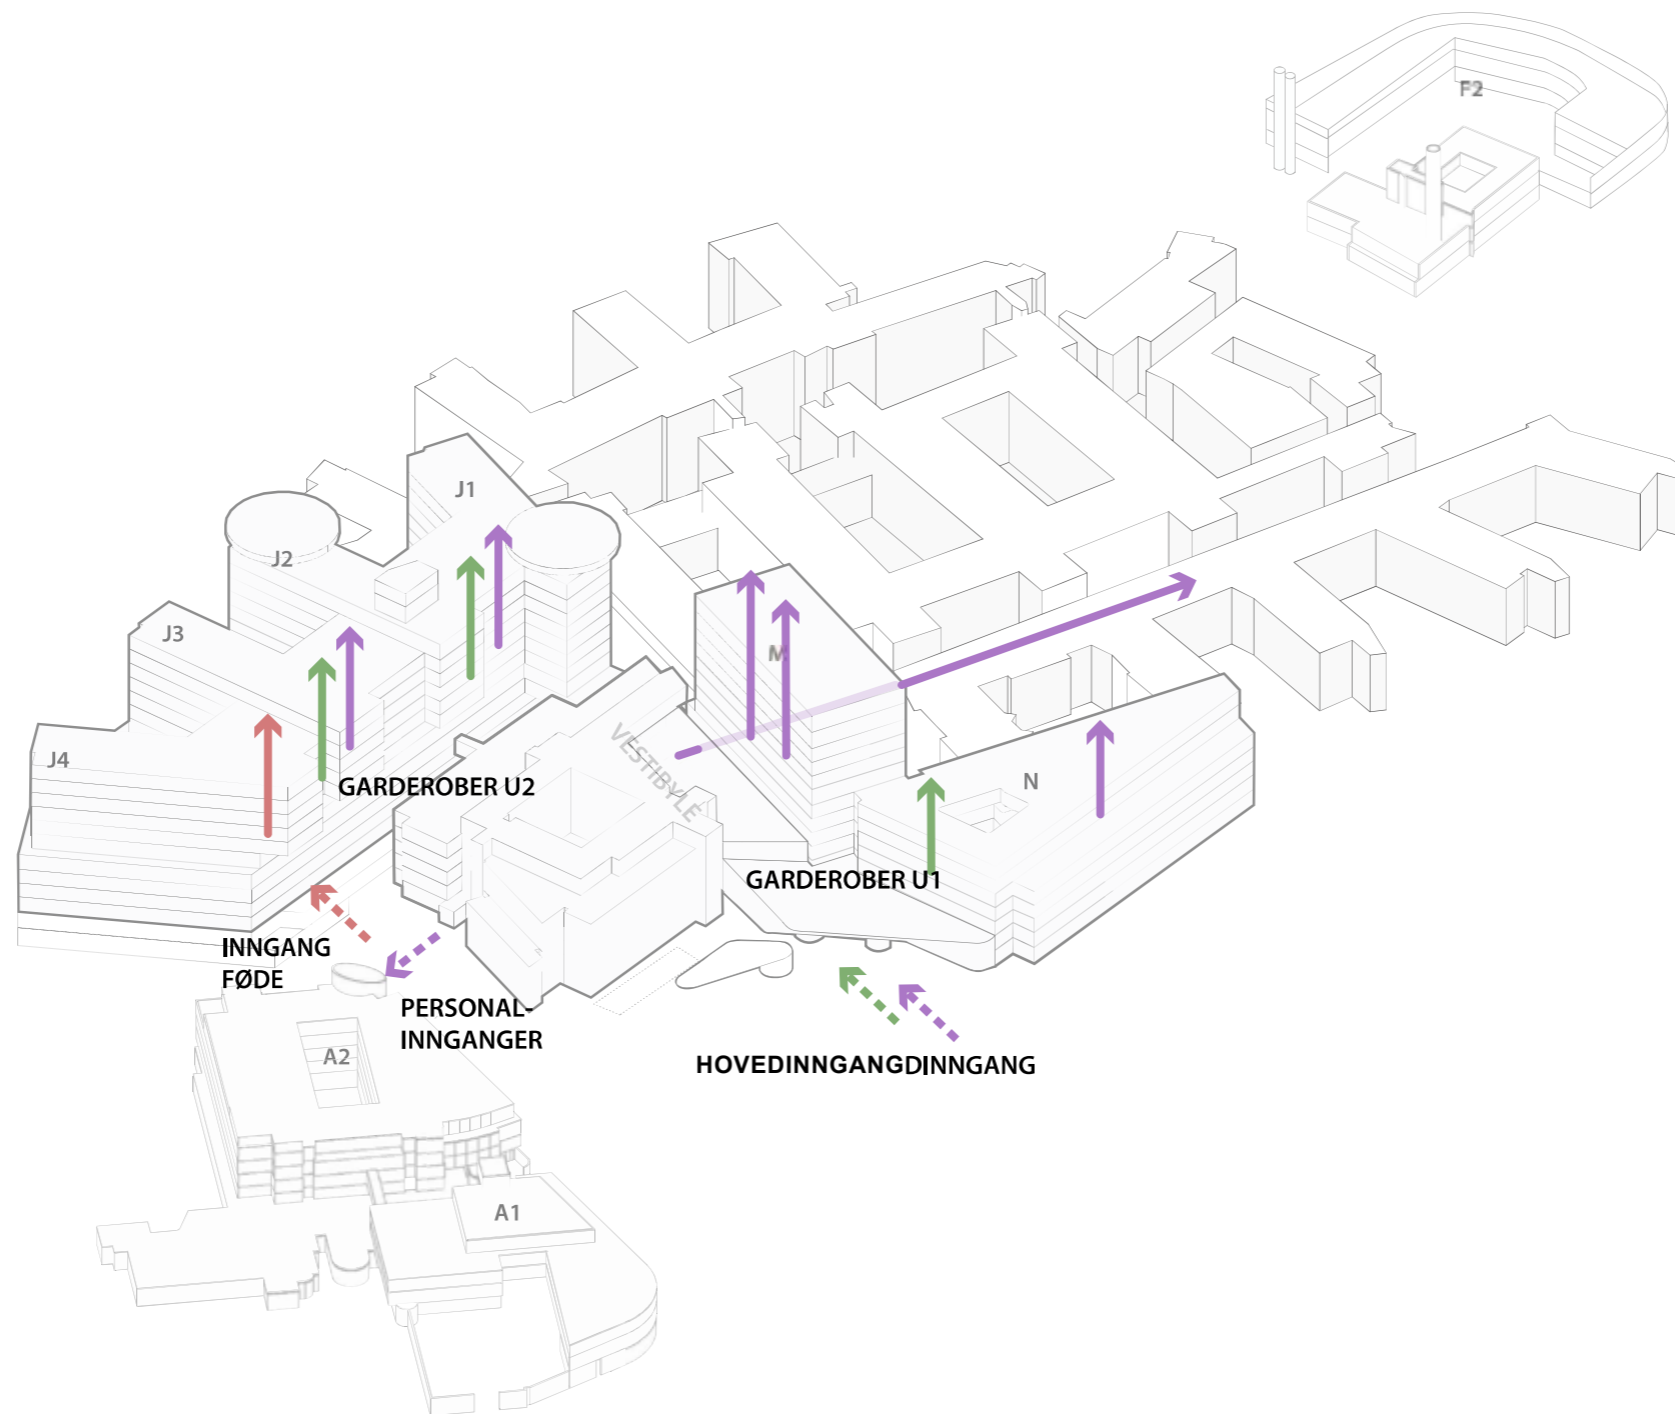 F2
J1
J2
J3
M
VESTIBYLE
J4
N
GARDEROBER U2
GARDEROBER U1
INNGANG
FØDE
PERSONAL-
INNGANGER
A2
HOVEDINNGANGDINNGANG
A1